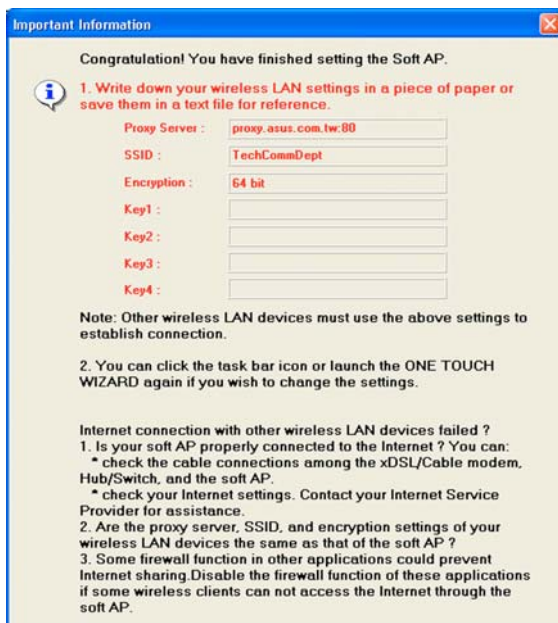 Important Information
Congratulation! You have finished setting the Soft AP.
1. Write down your wireless LAN settings in a piece of paper or
save them in a text file for reference.
Proxy Server : proxy.asus.com.tw:80
SSID : TechCommDept
Encryption : 64 bit
Key1 :
Key2 :
Key3 :
Key4 :
Note: Other wireless LAN devices must use the above settings to
establish connection.
2. You can click the task bar icon or launch the ONE TOUCH
WIZARD again if you wish to change the settings.
Internet connection with other wireless LAN devices failed ?
1. Is your soft AP properly connected to the Internet ? You can:
* check the cable connections among the xDSL/Cable modem,
Hub/Switch, and the soft AP.
* check your Internet settings. Contact your Internet Service
Provider for assistance.
2. Are the proxy server, SSID, and encryption settings of your
wireless LAN devices the same as that of the soft AP ?
3. Some firewall function in other applications could prevent
Internet sharing.Disable the firewall function of these applications
if some wireless clients can not access the Internet through the
soft AP.